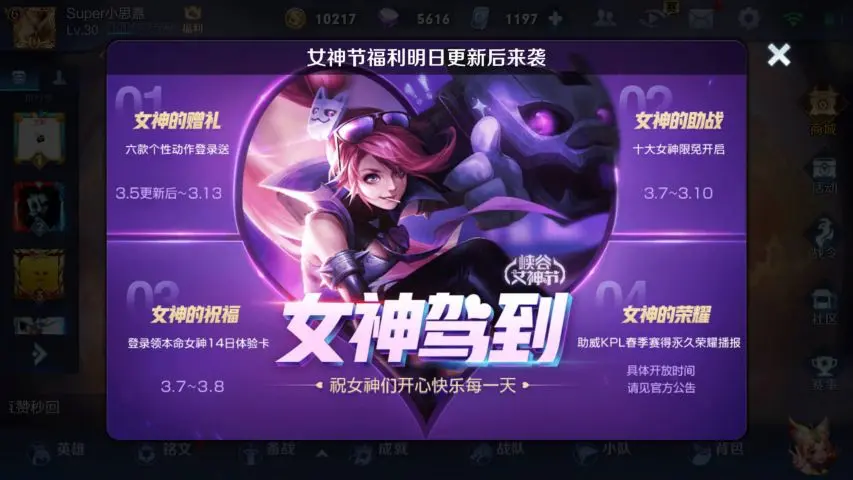 Super小思嘉
Lv.30
福利
10217
5616
1197
女神节福利明日更新后来袭
01
女神的赠礼
六款个性动作登录送
3.5更新后~3.13
02
女神的助战
十大女神限免开启
3.7~3.10
03
女神的祝福
登录领本命女神14日体验卡
3.7~3.8
04
女神的荣耀
助威KPL春季赛得永久荣耀播报
具体开放时间
请见官方公告
峡谷
女神节
女神驾到
祝女神们开心快乐每一天
商城
活动
社区
赛事
点赞秒回
英雄
铭文
备战
成就
战队
小队
背包